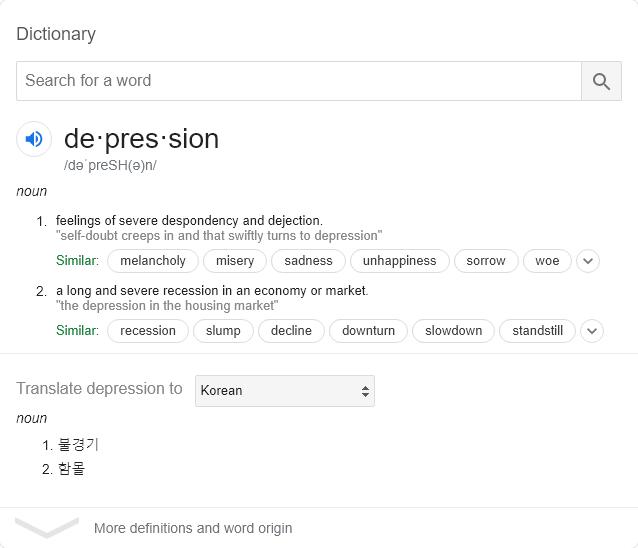 Dictionary
Search for a word
de·pres·sion
/dəˈpreSH(ə)n/
noun
1. feelings of severe despondency and dejection.
"self-doubt creeps in and that swiftly turns to depression"
Similar: melancholy misery sadness unhappiness sorrow woe
2. a long and severe recession in an economy or market.
"the depression in the housing market"
Similar: recession slump decline downturn slowdown standstill
Translate depression to Korean
noun
1. 불경기
2. 함몰
More definitions and word origin